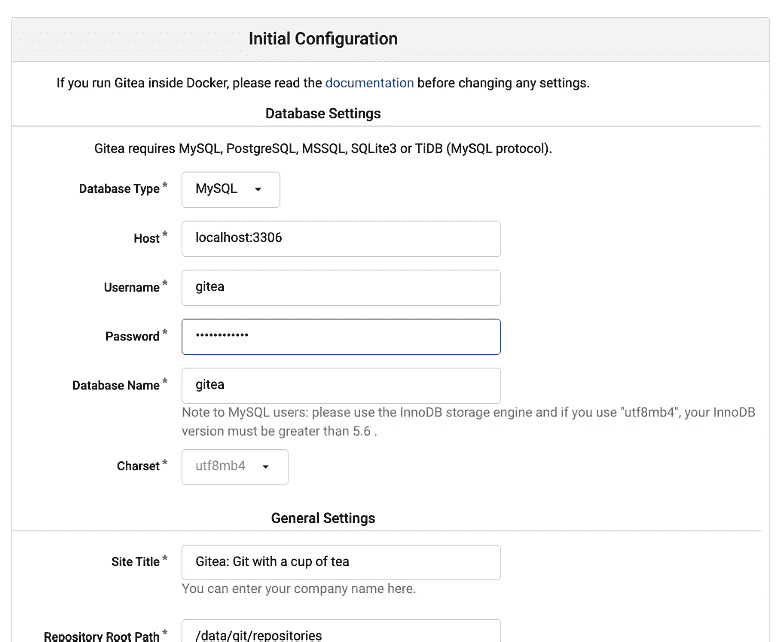 Initial Configuration
If you run Gitea inside Docker, please read the documentation before changing any settings.
Database Settings
Gitea requires MySQL, PostgreSQL, MSSQL, SQLite3 or TiDB (MySQL protocol).
Database Type * MySQL
Host * localhost:3306
Username * gitea
Password * ••••••••••••
Database Name * gitea
Note to MySQL users: please use the InnoDB storage engine and if you use "utf8mb4", your InnoDB
version must be greater than 5.6 .
Charset * utf8mb4
General Settings
Site Title * Gitea: Git with a cup of tea
You can enter your company name here.
Repository Root Path * /data/git/repositories